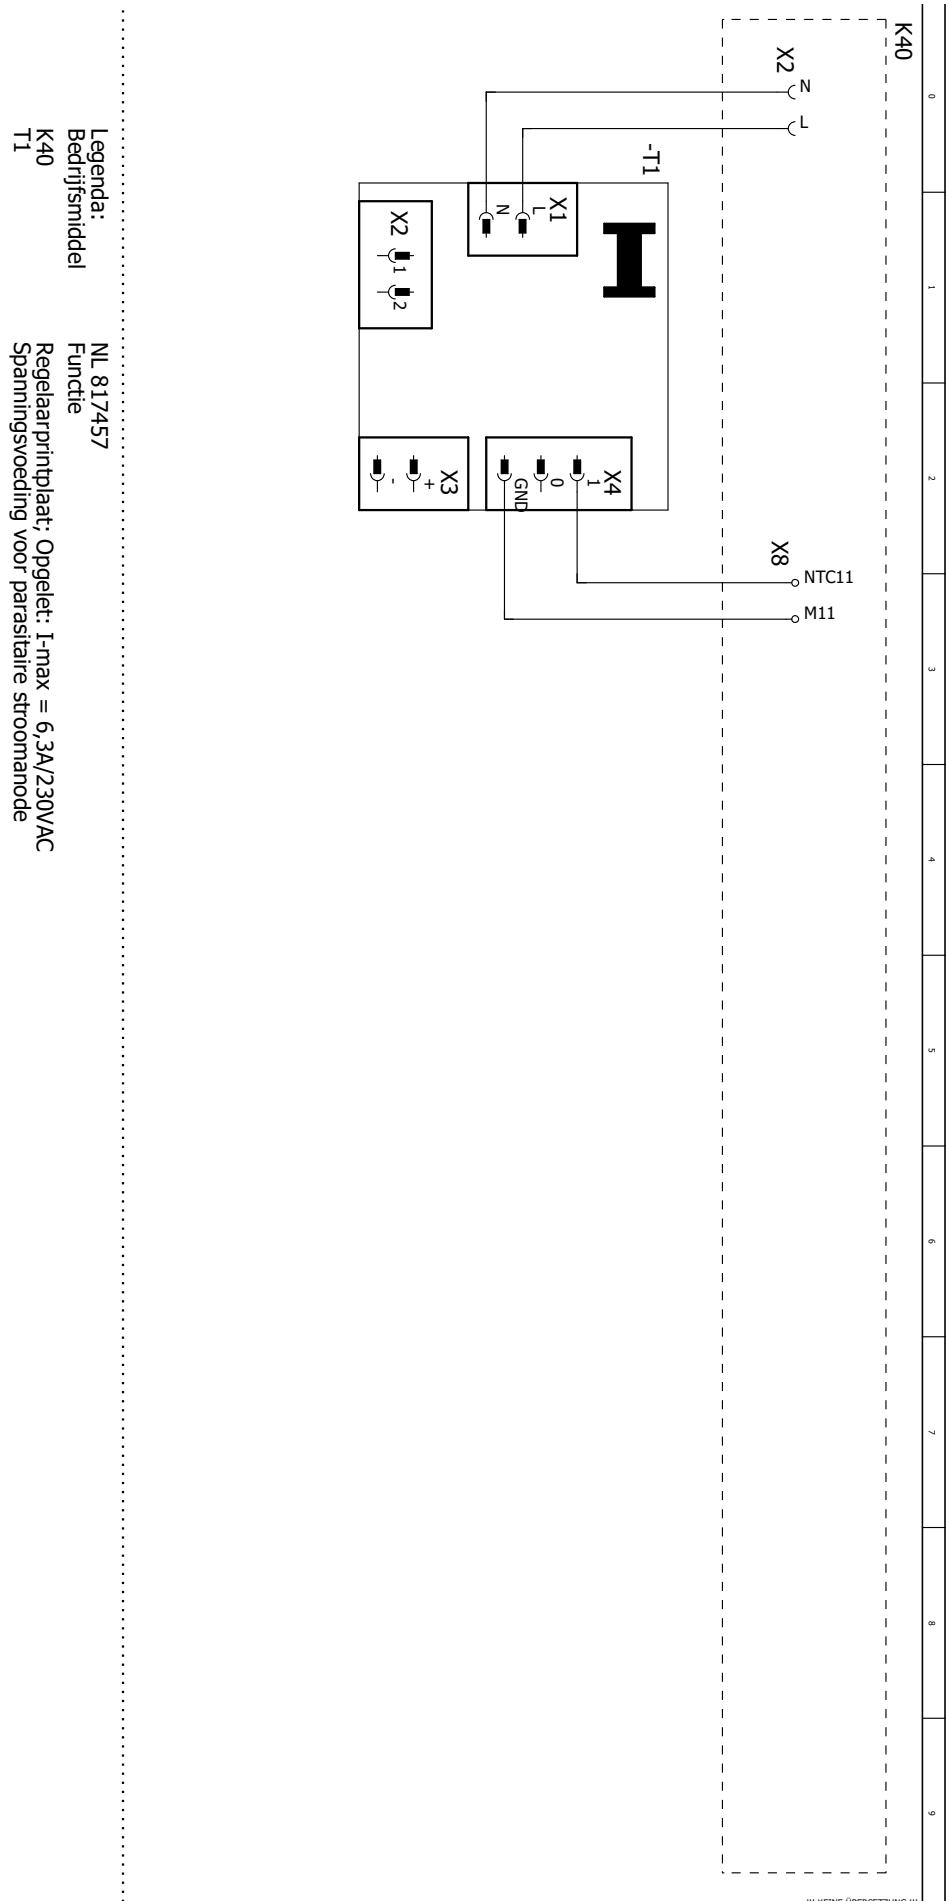 0
1
2
3
4
5
6
7
8
9
K40
X2
N
L
X8
NTC11
M11
-T1
X1
L
N
X2
1
2
X4
1
0
GND
X3
+
-
Legenda: NL 817457
Bedrijfsmiddel Functie
K40 Regelaarprintplaat; Opgelet: I-max = 6,3A/230VAC
T1 Spanningsvoeding voor parasitaire stroomanode